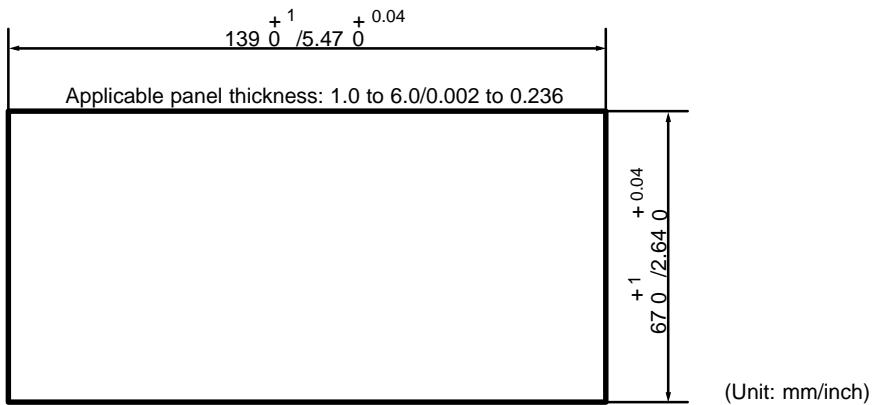 139 +1 0 /5.47 +0.04 0
Applicable panel thickness: 1.0 to 6.0/0.002 to 0.236
67 +1 0 /2.64 +0.04 0
(Unit: mm/inch)